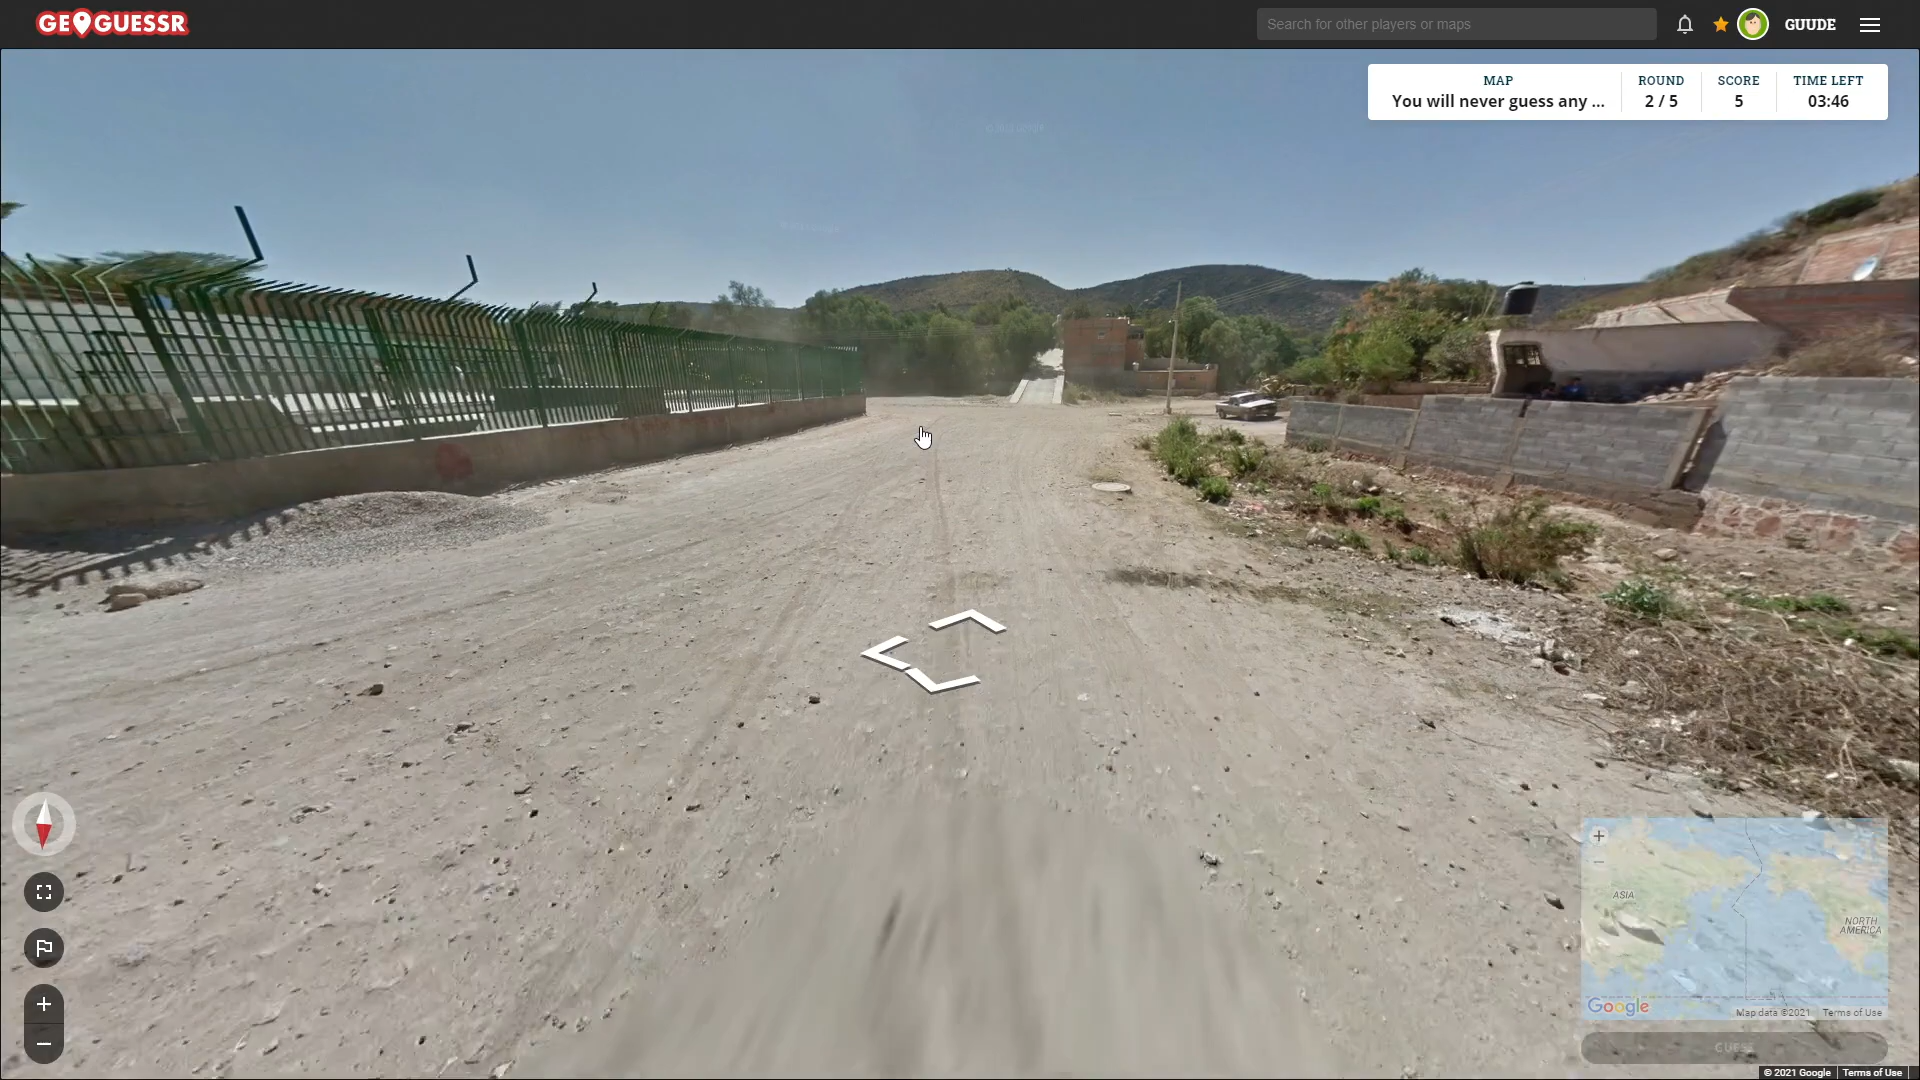 GEOGUESSR
Search for other players or maps
GUUDE
MAP
You will never guess any ...
ROUND
2 / 5
SCORE
5
TIME LEFT
03:46
ASIA
NORTH
AMERICA
Google
Map data ©2021
Terms of Use
GUESS
© 2021 Google
Terms of Use